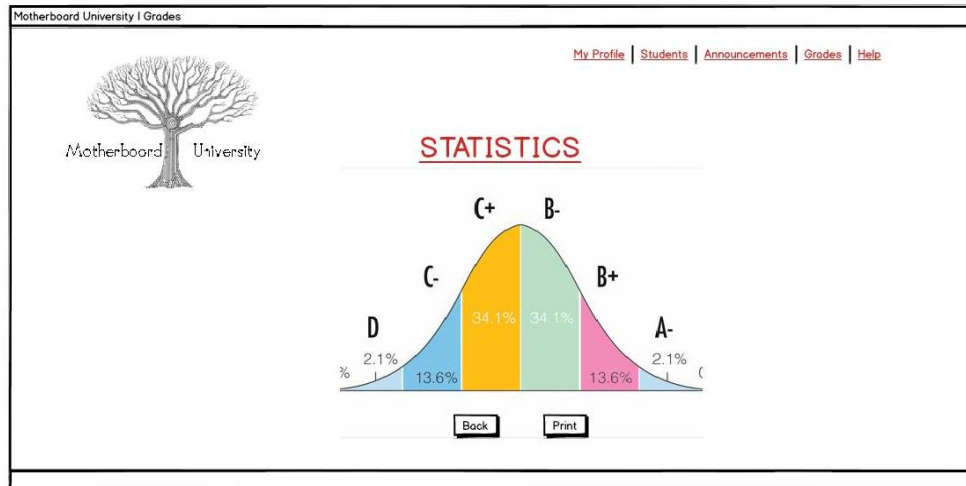 Motherboard University | Grades
My Profile | Students | Announcements | Grades | Help
Motherboard University
STATISTICS
C+ B-
C- B+
34.1% 34.1%
D A-
2.1% 2.1%
%
13.6% 13.6%
Back Print